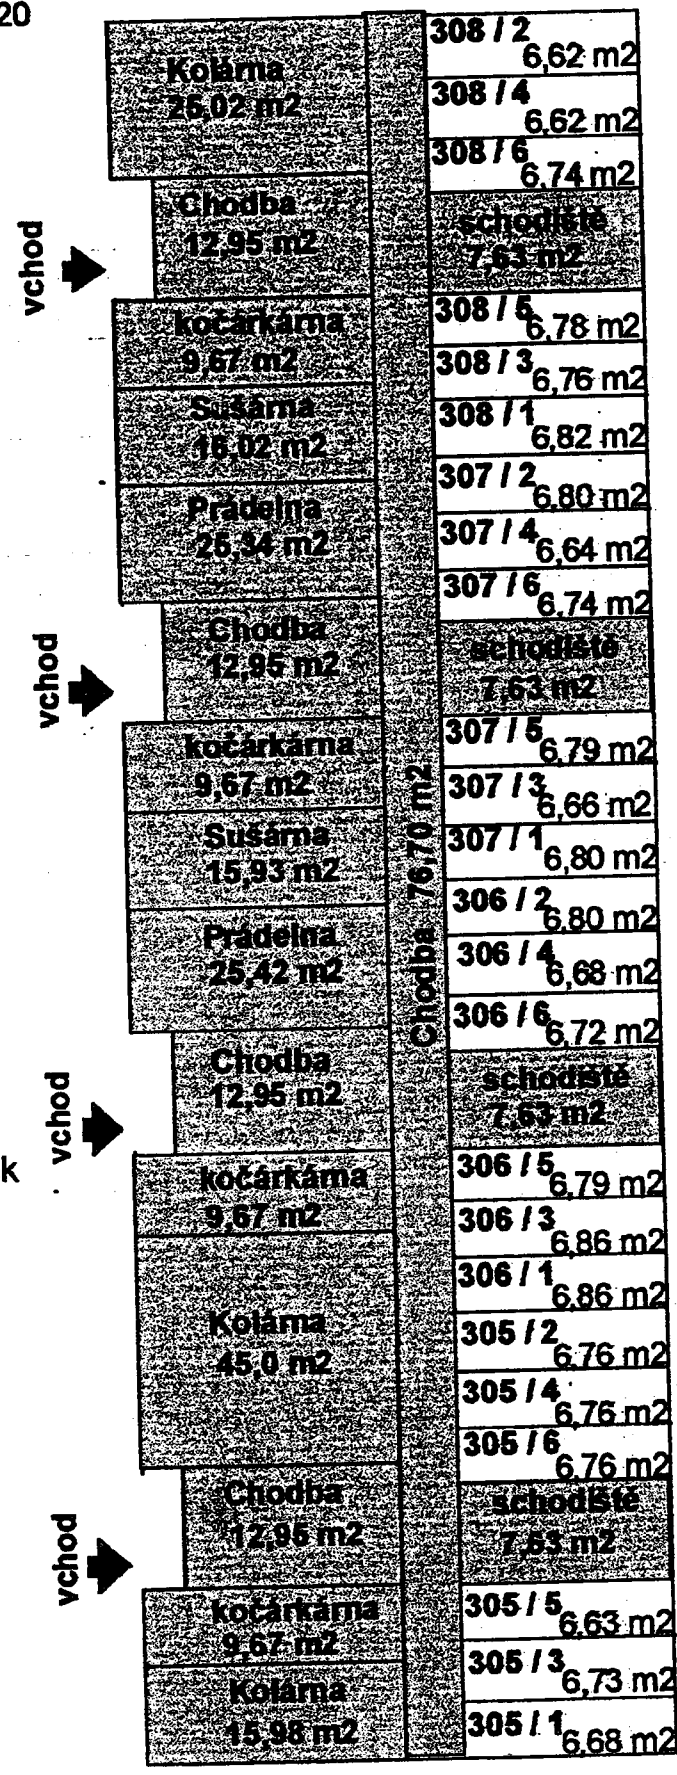 20
Kolárna
25,02 m2
Chodba
12,95 m2
vchod
kočárkárna
9,67 m2
Sušárna
16,02 m2
Prádelna
25,34 m2
Chodba
12,95 m2
vchod
kočárkárna
9,67 m2
Sušárna
15,93 m2
Prádelna
25,42 m2
Chodba
12,95 m2
vchod
k
kočárkárna
9,67 m2
Kolárna
45,0 m2
Chodba
12,95 m2
vchod
kočárkárna
9,67 m2
Kolárna
15,98 m2
Chodba 76,70 m2
308 / 2
6,62 m2
308 / 4
6,62 m2
308 / 6
6,74 m2
schodiště
7,63 m2
308 / 5
6,78 m2
308 / 3
6,76 m2
308 / 1
6,82 m2
307 / 2
6,80 m2
307 / 4
6,64 m2
307 / 6
6,74 m2
schodiště
7,63 m2
307 / 5
6,79 m2
307 / 3
6,66 m2
307 / 1
6,80 m2
306 / 2
6,80 m2
306 / 4
6,68 m2
306 / 6
6,72 m2
schodiště
7,63 m2
306 / 5
6,79 m2
306 / 3
6,86 m2
306 / 1
6,86 m2
305 / 2
6,76 m2
305 / 4
6,76 m2
305 / 6
6,76 m2
schodiště
7,63 m2
305 / 5
6,63 m2
305 / 3
6,73 m2
305 / 1
6,68 m2